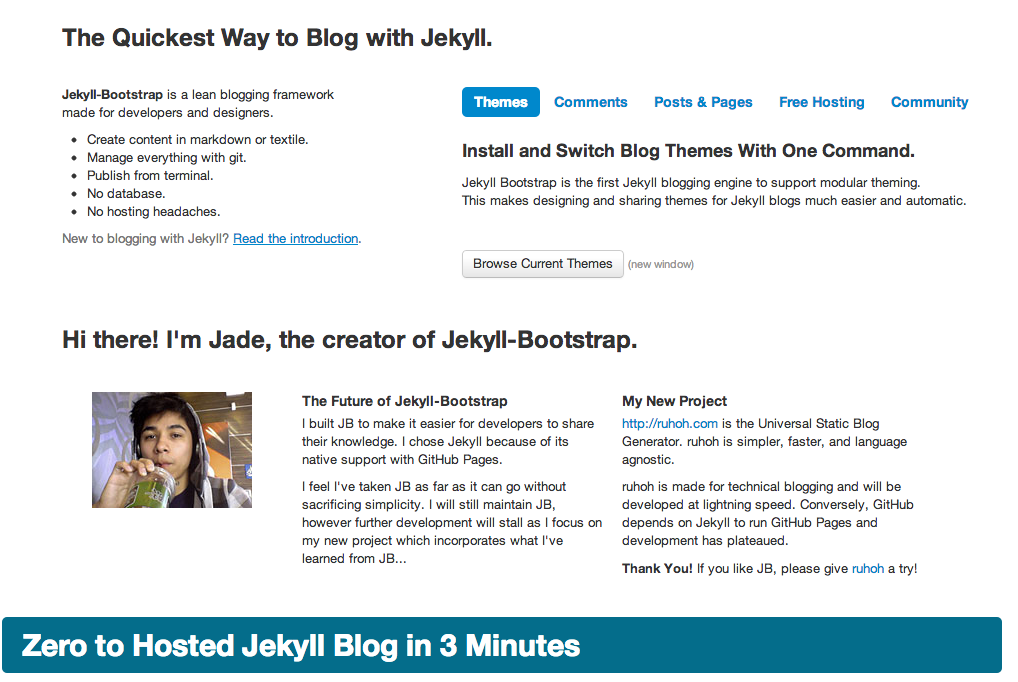 The Quickest Way to Blog with Jekyll.
Jekyll-Bootstrap is a lean blogging framework
made for developers and designers.
Create content in markdown or textile.
Manage everything with git.
Publish from terminal.
No database.
No hosting headaches.
New to blogging with Jekyll? Read the introduction.
Themes Comments Posts & Pages Free Hosting Community
Install and Switch Blog Themes With One Command.
Jekyll Bootstrap is the first Jekyll blogging engine to support modular theming.
This makes designing and sharing themes for Jekyll blogs much easier and automatic.
Browse Current Themes (new window)
Hi there! I'm Jade, the creator of Jekyll-Bootstrap.
The Future of Jekyll-Bootstrap
I built JB to make it easier for developers to share
their knowledge. I chose Jekyll because of its
native support with GitHub Pages.
I feel I've taken JB as far as it can go without
sacrificing simplicity. I will still maintain JB,
however further development will stall as I focus on
my new project which incorporates what I've
learned from JB...
My New Project
http://ruhoh.com is the Universal Static Blog
Generator. ruhoh is simpler, faster, and language
agnostic.
ruhoh is made for technical blogging and will be
developed at lightning speed. Conversely, GitHub
depends on Jekyll to run GitHub Pages and
development has plateaued.
Thank You! If you like JB, please give ruhoh a try!
Zero to Hosted Jekyll Blog in 3 Minutes